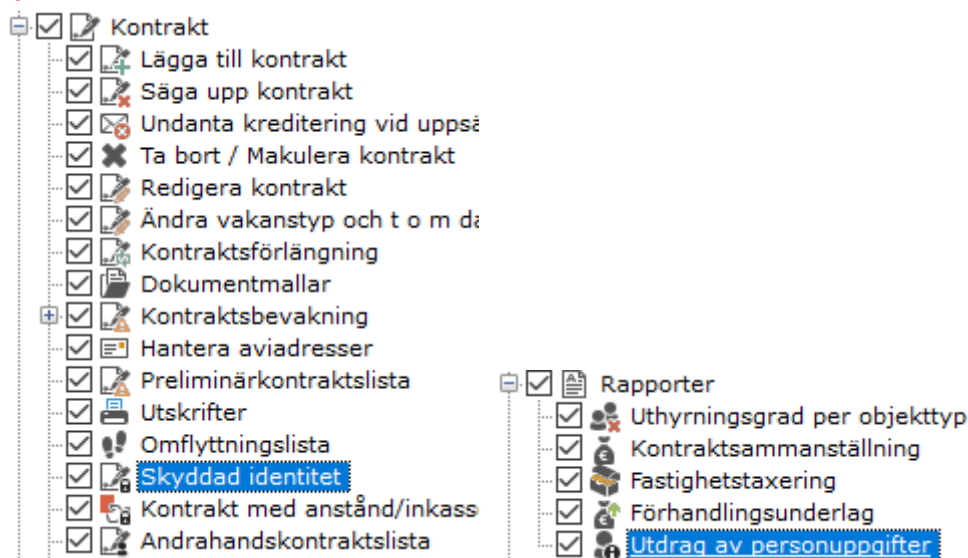 Kontrakt
Lägga till kontrakt
Säga upp kontrakt
Undanta kreditering vid uppsä
Ta bort / Makulera kontrakt
Redigera kontrakt
Ändra vakanstyp och t o m da
Kontraktsförlängning
Dokumentmallar
Kontraktsbevakning
Hantera aviadresser
Preliminärkontraktslista
Utskrifter
Omflyttningslista
Skyddad identitet
Kontrakt med anstånd/inkass
Andrahandskontraktslista
Rapporter
Uthyrningsgrad per objekttyp
Kontraktsammanställning
Fastighetstaxering
Förhandlingsunderlag
Utdrag av personuppgifter